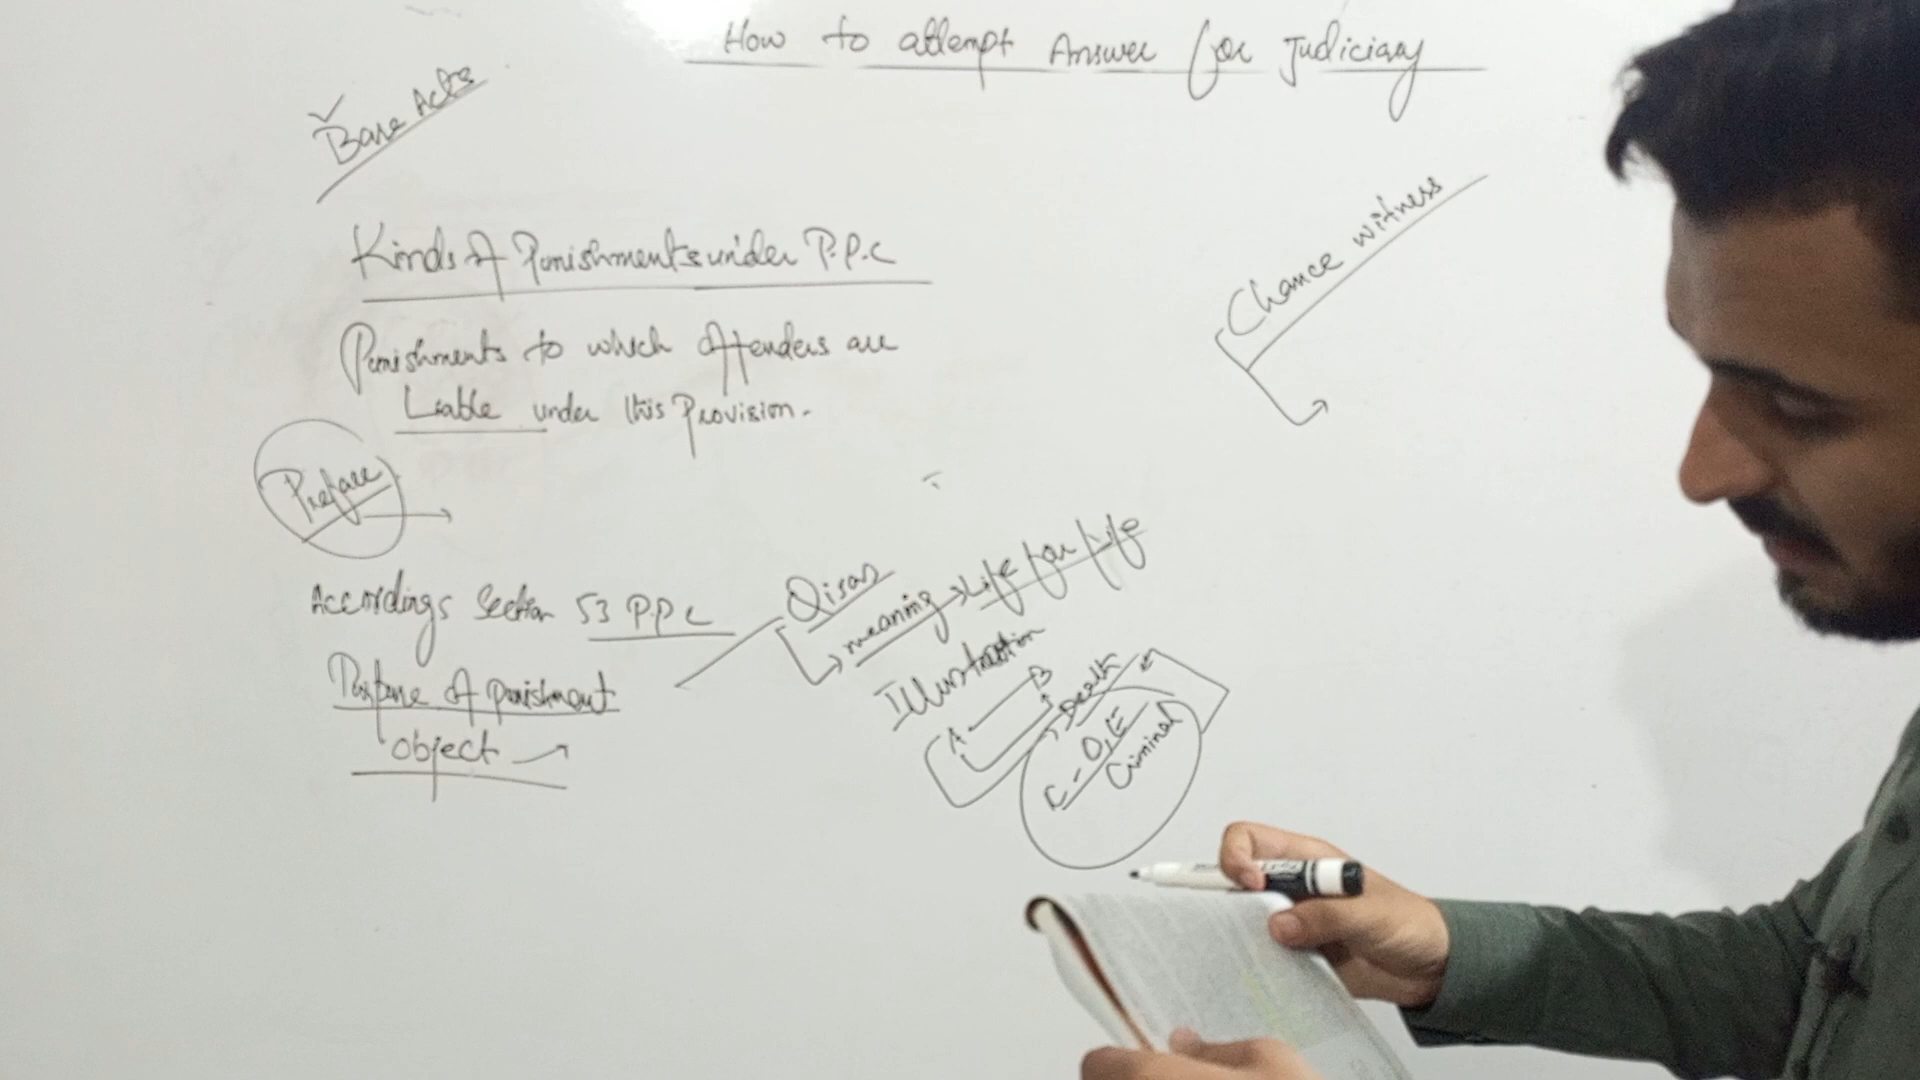 How to attempt Answer for Judiciary
Bare Acts
Chance witness
Kinds of Punishments under P.P.C
Punishments to which offenders are
Liable under this Provision.
Preface
Accordings Section 53 P.P.C
Qisas
meaning → Life for life
Illustration
A B
Death
C - D, E
Criminal
Purpose of punishment
object